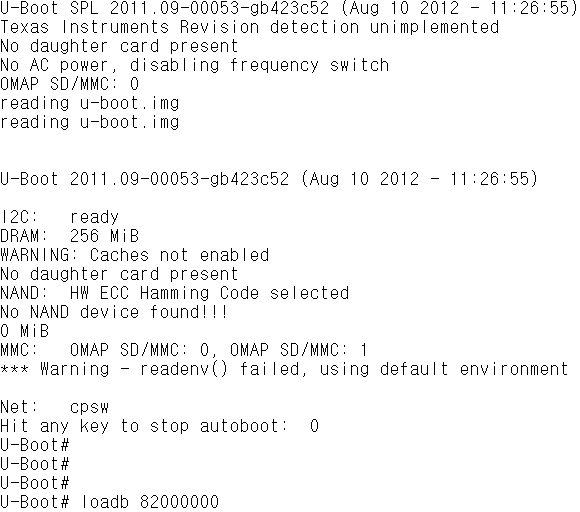 U-Boot SPL 2011.09-00053-gb423c52 (Aug 10 2012 - 11:26:55)
Texas Instruments Revision detection unimplemented
No daughter card present
No AC power, disabling frequency switch
OMAP SD/MMC: 0
reading u-boot.img
reading u-boot.img
U-Boot 2011.09-00053-gb423c52 (Aug 10 2012 - 11:26:55)
I2C:   ready
DRAM:  256 MiB
WARNING: Caches not enabled
No daughter card present
NAND:  HW ECC Hamming Code selected
No NAND device found!!!
0 MiB
MMC:   OMAP SD/MMC: 0, OMAP SD/MMC: 1
*** Warning - readenv() failed, using default environment
Net:   cpsw
Hit any key to stop autoboot:  0
U-Boot#
U-Boot#
U-Boot#
U-Boot# loadb 82000000